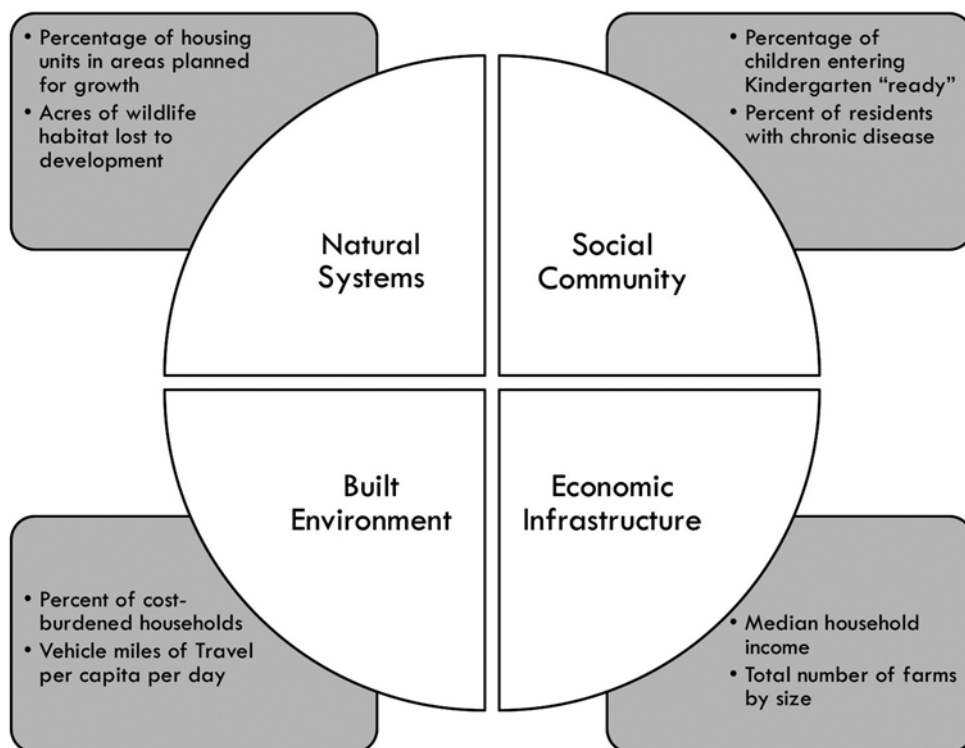 • Percentage of housing
units in areas planned
for growth
• Acres of wildlife
habitat lost to
development
• Percentage of
children entering
Kindergarten “ready”
• Percent of residents
with chronic disease
Natural
Systems
Social
Community
Built
Environment
Economic
Infrastructure
• Percent of cost-
burdened households
• Vehicle miles of Travel
per capita per day
• Median household
income
• Total number of farms
by size